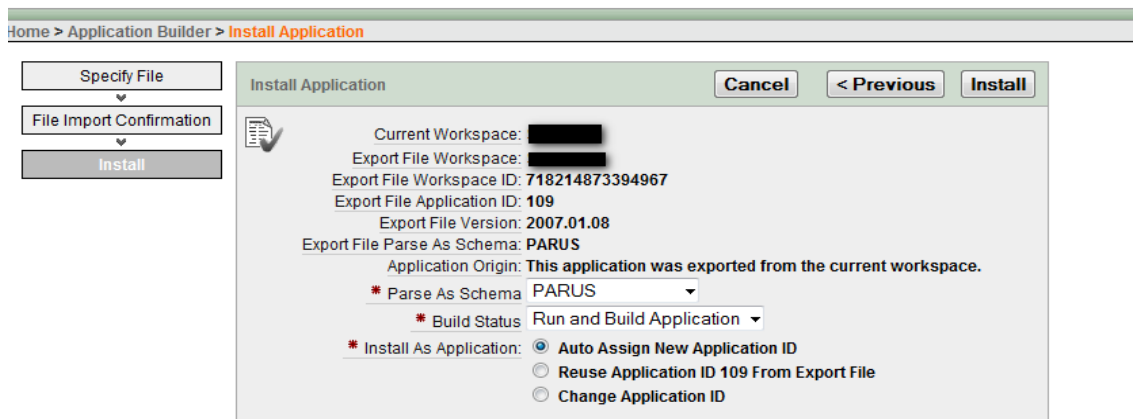 Home > Application Builder > Install Application
Specify File
File Import Confirmation
Install
Install Application
Cancel
< Previous
Install
Current Workspace:
Export File Workspace:
Export File Workspace ID: 718214873394967
Export File Application ID: 109
Export File Version: 2007.01.08
Export File Parse As Schema: PARUS
Application Origin: This application was exported from the current workspace.
* Parse As Schema PARUS
* Build Status Run and Build Application
* Install As Application: Auto Assign New Application ID
Reuse Application ID 109 From Export File
Change Application ID